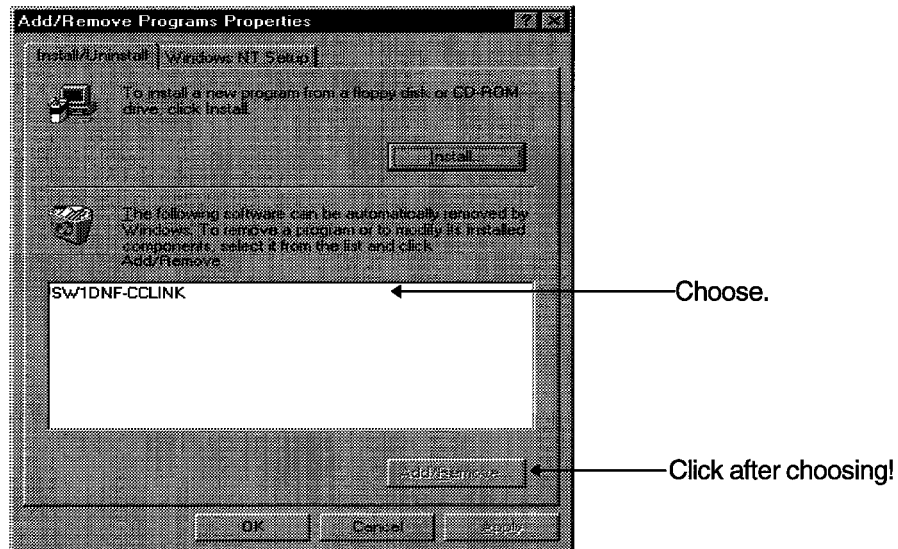 Add/Remove Programs Properties
Install/Uninstall
Windows NT Setup
To install a new program from a floppy disk or CD-ROM
drive, click Install.
Install...
The following software can be automatically removed by
Windows. To remove a program or to modify its installed
components, select it from the list and click
Add/Remove.
SW1DNF-CCLINK
Choose.
Add/Remove...
Click after choosing!
OK
Cancel
Apply